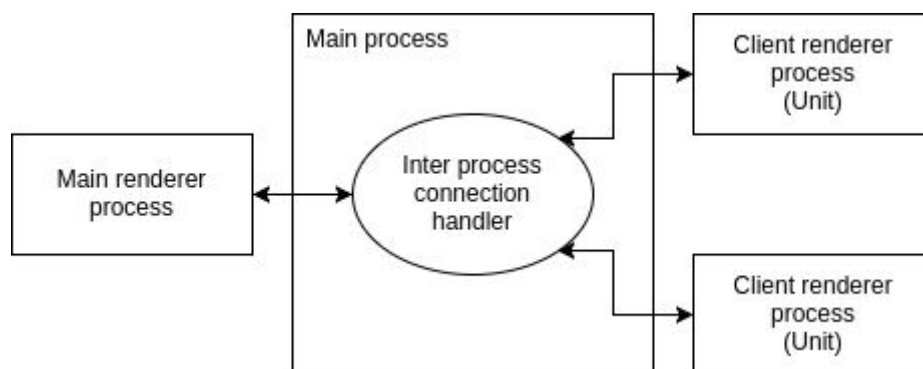 Main process
Client renderer
process
(Unit)
Main renderer
process
Inter process
connection
handler
Client renderer
process
(Unit)